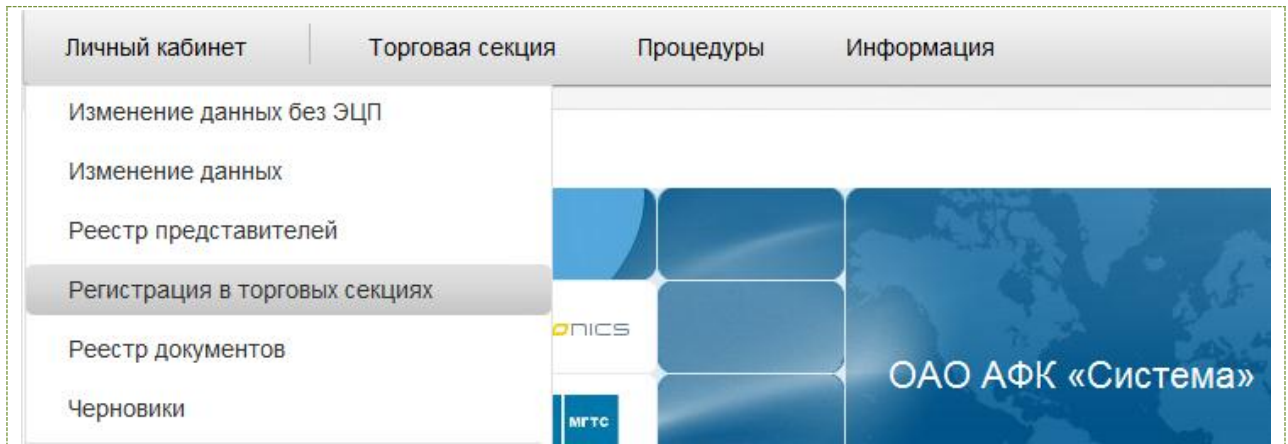 Личный кабинет
Торговая секция
Процедуры
Информация
Изменение данных без ЭЦП
Изменение данных
Реестр представителей
Регистрация в торговых секциях
Реестр документов
Черновики
onics
МГТС
ОАО АФК «Система»